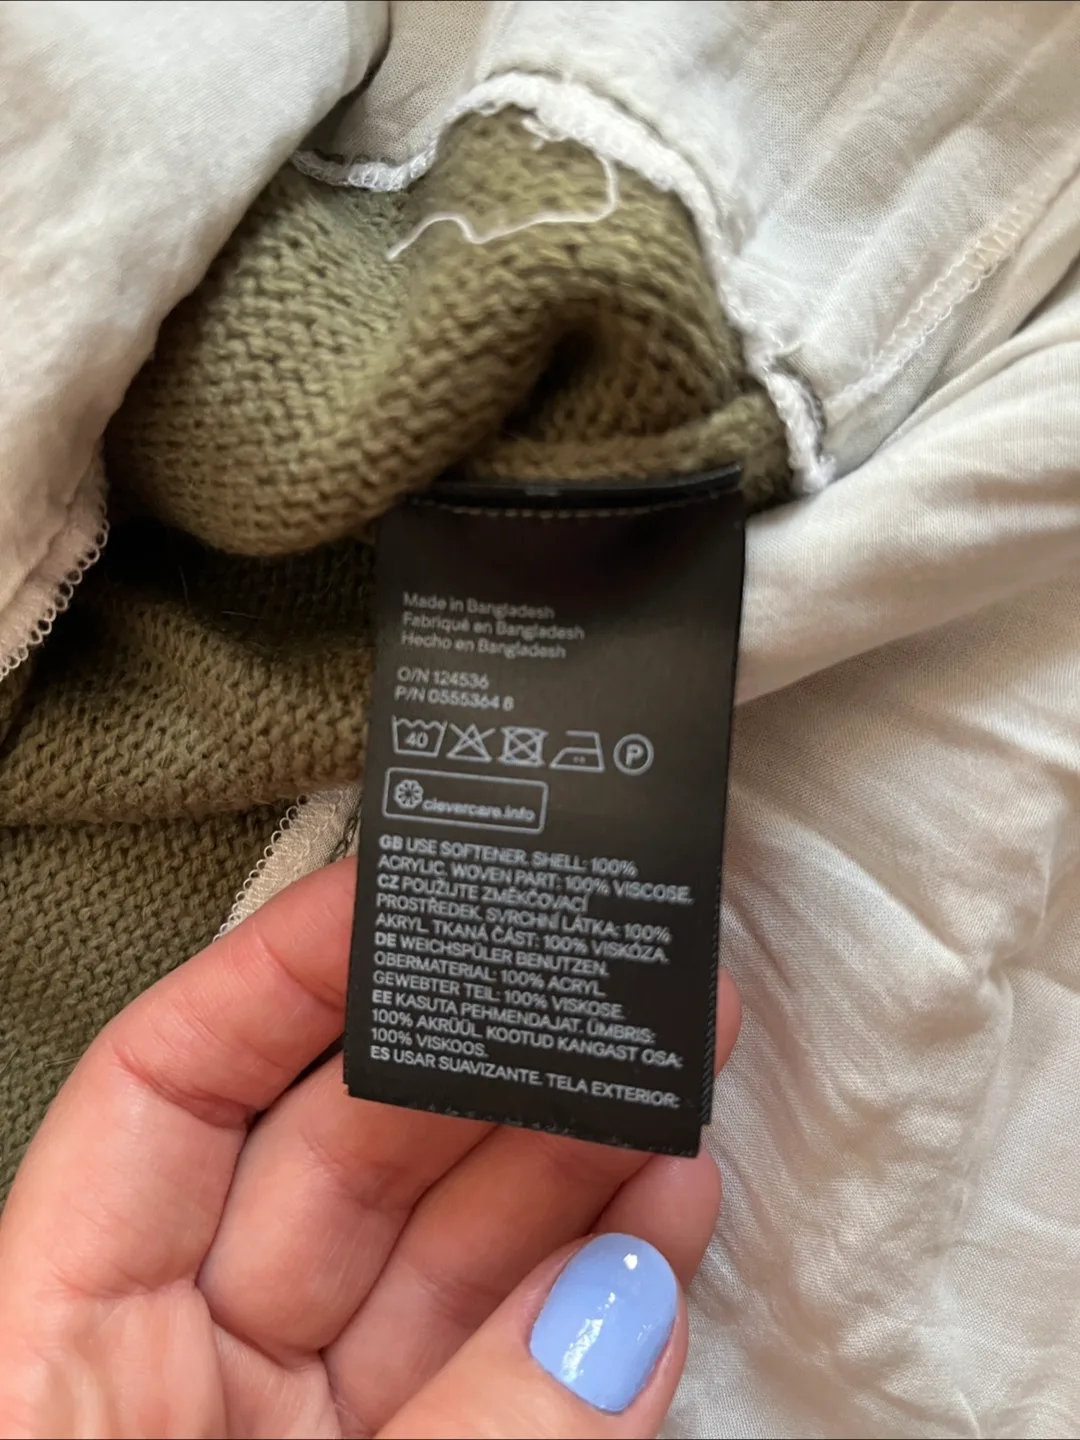 Made in Bangladesh
Fabriqué en Bangladesh
Hecho en Bangladesh
O/N 124536
P/N 0555364 8
40 P
clevercare.info
GB USE SOFTENER. SHELL: 100%
ACRYLIC. WOVEN PART: 100% VISCOSE.
CZ POUŽIJTE ZMĚKČOVACÍ
PROSTŘEDEK. SVRCHNÍ LÁTKA: 100%
AKRYL. TKANÁ ČÁST: 100% VISKÓZA.
DE WEICHSPÜLER BENUTZEN.
OBERMATERIAL: 100% ACRYL.
GEWEBTER TEIL: 100% VISKOSE.
EE KASUTA PEHMENDAJAT. ÜMBRIS:
100% AKRÜÜL. KOOTUD KANGAST OSA:
100% VISKOOS.
ES USAR SUAVIZANTE. TELA EXTERIOR: